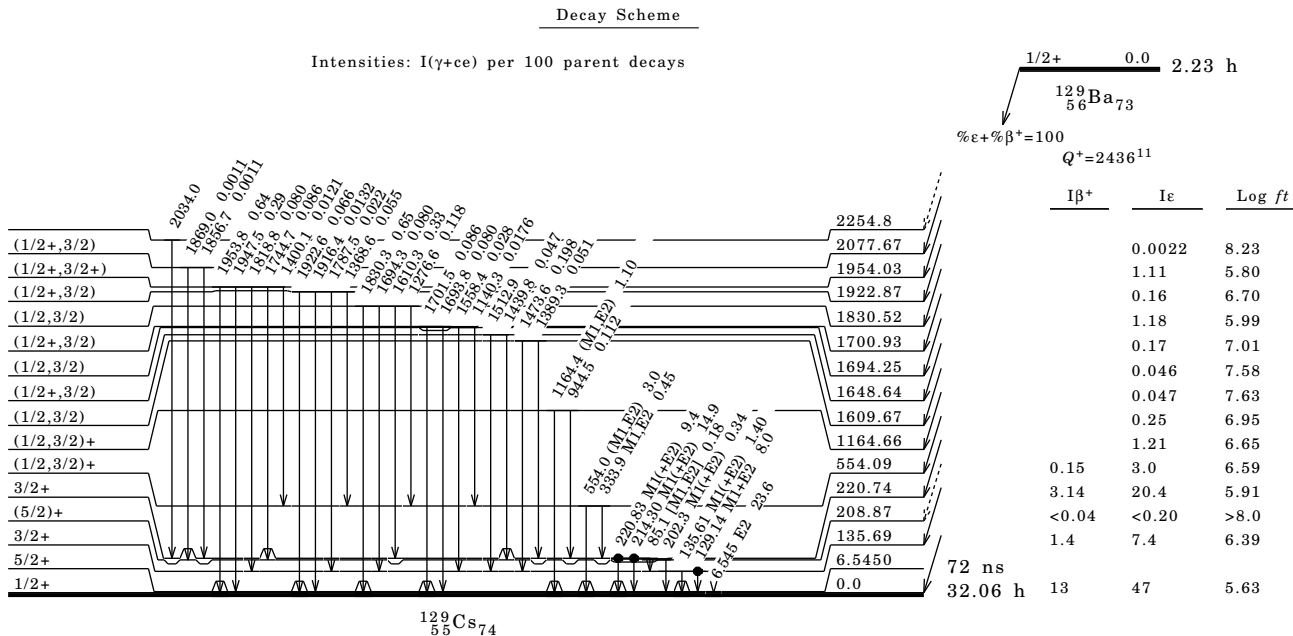 Decay Scheme
Intensities: I(γ+ce) per 100 parent decays
1/2+ 0.0 2.23 h
129 56 Ba 73
%ε+%β+=100
Q+=2436 11
Iβ+ Iε Log ft
2034.0
1869.0 0.0011
1856.7 0.0011
1953.8 0.64
1947.5 0.29
1818.8 0.080
1744.7 0.086
1400.1 0.0121
1922.6 0.066
1916.4 0.0132
1787.5 0.022
1368.6 0.055
1830.3 0.65
1694.3 0.080
1610.3 0.33
1276.6 0.118
1701.5 0.086
1693.8 0.080
1558.4 0.028
1140.3 0.0176
1512.9 0.047
1439.8 0.198
1473.6 0.051
1389.3
1164.4 (M1,E2) 1.10
944.5 0.112
554.0 (M1,E2) 3.0
333.9 M1,E2 0.45
220.83 M1(+E2) 9.4
214.30 M1(+E2) 14.9
85.1 [M1,E2] 0.18
202.3 M1(+E2) 0.34
135.61 M1(+E2) 1.40
129.14 M1+E2 8.0
6.545 E2 23.6
2254.8
(1/2+,3/2) 2077.67 0.0022 8.23
(1/2+,3/2+) 1954.03 1.11 5.80
(1/2+,3/2) 1922.87 0.16 6.70
(1/2,3/2) 1830.52 1.18 5.99
(1/2+,3/2) 1700.93 0.17 7.01
(1/2,3/2) 1694.25 0.046 7.58
(1/2+,3/2) 1648.64 0.047 7.63
(1/2,3/2) 1609.67 0.25 6.95
(1/2,3/2)+ 1164.66 1.21 6.65
(1/2,3/2)+ 554.09 0.15 3.0 6.59
3/2+ 220.74 3.14 20.4 5.91
(5/2)+ 208.87 <0.04 <0.20 >8.0
3/2+ 135.69 1.4 7.4 6.39
5/2+ 6.5450 72 ns
1/2+ 0.0 32.06 h 13 47 5.63
129 55 Cs 74